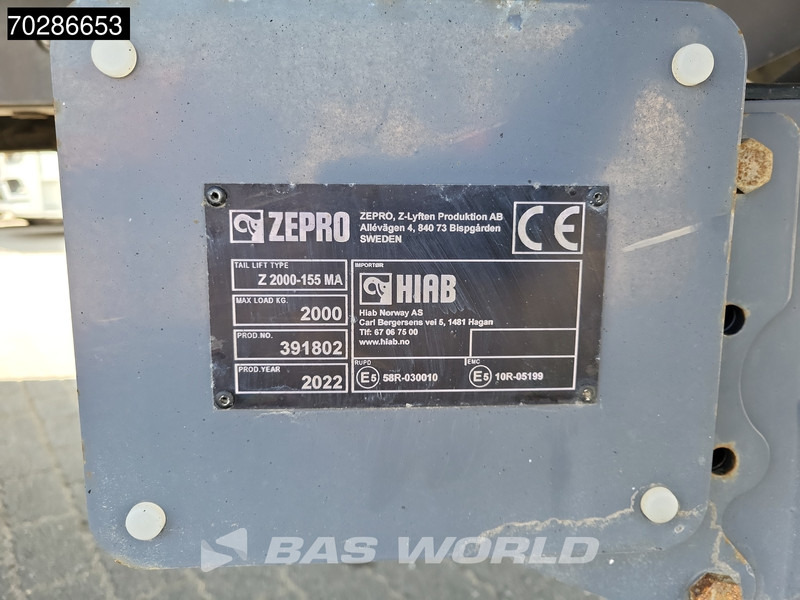 70286653
ZEPRO
ZEPRO, Z-Lyften Produktion AB
Allévägen 4, 840 73 Bispgården
SWEDEN
CE
TAIL LIFT TYPE
Z 2000-155 MA
MAX LOAD KG.
2000
PROD.NO.
391802
PROD.YEAR
2022
IMPORTØR
HIAB
Hiab Norway AS
Carl Bergersens vei 5, 1481 Hagan
Tlf: 67 06 75 00
www.hiab.no
RUPD
E5 58R-030010
EMC
E5 10R-05199
BAS WORLD